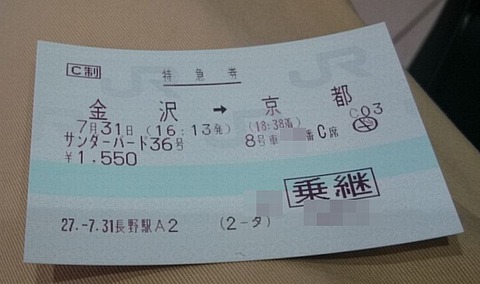 C制
特急券
金沢 ➡ 京都
7月31日 (16:13発) (18:38着) C03
サンダーバード36号 8号車 番C席
¥1,550
乗継
27.-7.31長野駅A2 (2-タ)